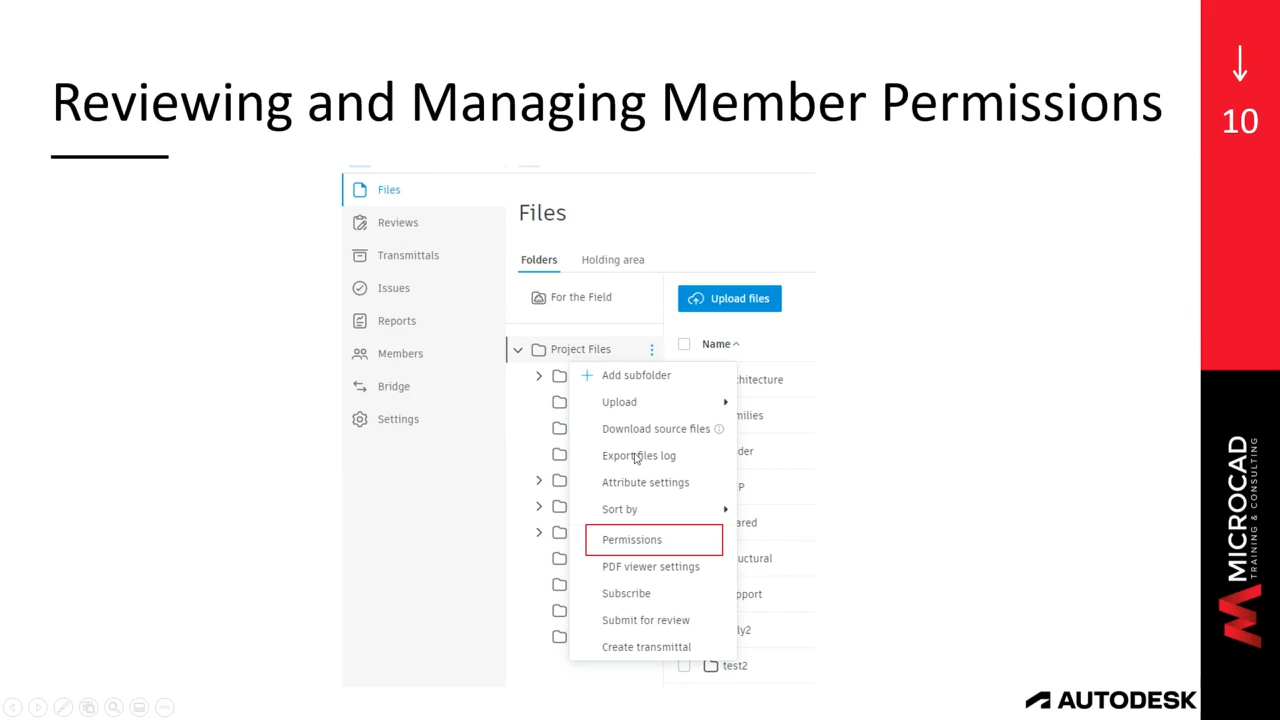 Reviewing and Managing Member Permissions
10
Files
Reviews
Transmittals
Issues
Reports
Members
Bridge
Settings
Files
Folders
Holding area
For the Field
Upload files
Project Files
Name
Add subfolder
Upload
Download source files
Export files log
Attribute settings
Sort by
Permissions
PDF viewer settings
Subscribe
Submit for review
Create transmittal
chitecture
nilies
der
P
ared
uctural
pport
ly2
test2
MICROCAD
TRAINING & CONSULTING
AUTODESK